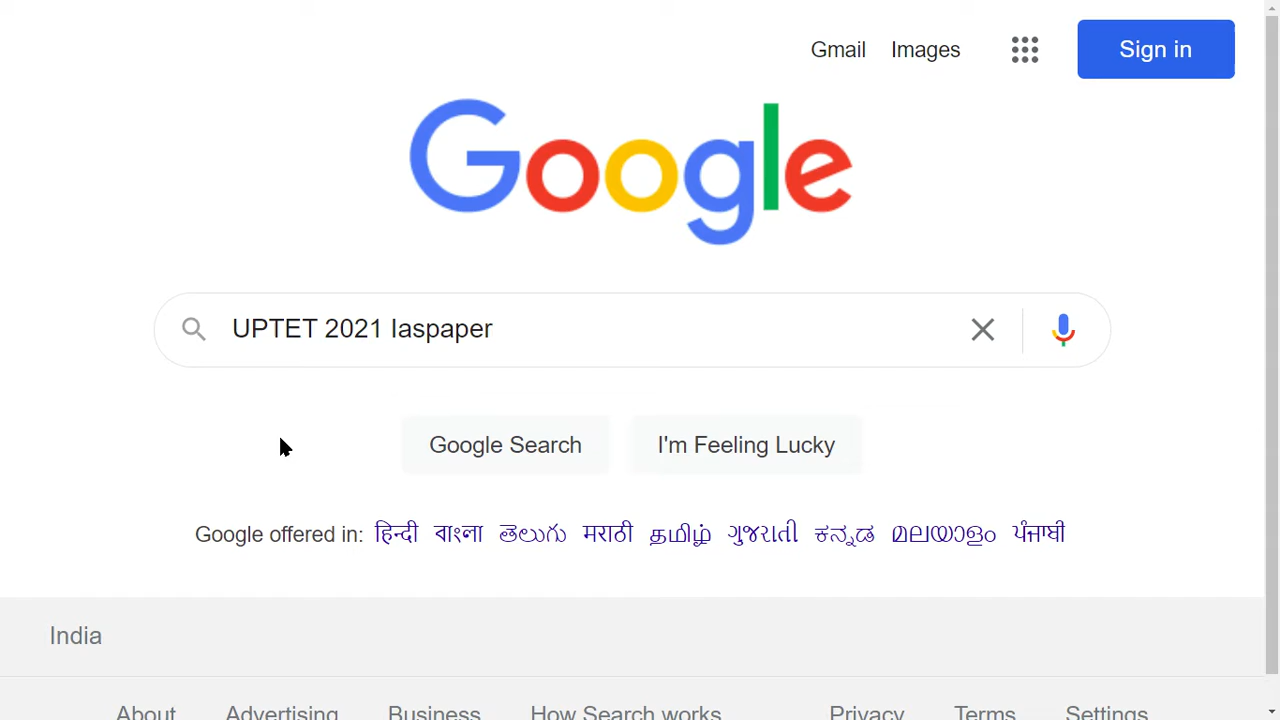 Gmail Images Sign in
Google
UPTET 2021 Iaspaper
Google Search I'm Feeling Lucky
Google offered in: हिन्दी বাংলা తెలుగు मराठी தமிழ் ગુજરાતી ಕನ್ನಡ മലയാളം ਪੰਜਾਬੀ
India
About Advertising Business How Search works Privacy Terms Settings